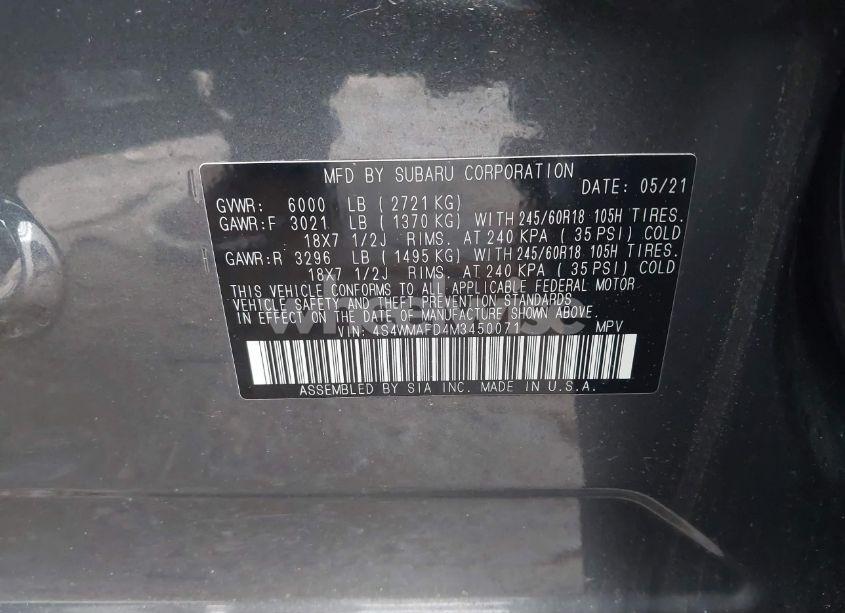 MFD BY SUBARU CORPORATION
DATE: 05/21
GVWR: 6000 LB (2721 KG)
GAWR:F 3021 LB (1370 KG) WITH 245/60R18 105H TIRES.
18X7 1/2J RIMS. AT 240 KPA (35 PSI) COLD
GAWR:R 3296 LB (1495 KG) WITH 245/60R18 105H TIRES.
18X7 1/2J RIMS. AT 240 KPA (35 PSI) COLD
THIS VEHICLE CONFORMS TO ALL APPLICABLE FEDERAL MOTOR
VEHICLE SAFETY AND THEFT PREVENTION STANDARDS
IN EFFECT ON THE DATE OF MANUFACTURE SHOWN ABOVE.
VIN: 4S4WMAFD4M3450071 MPV
ASSEMBLED BY SIA INC. MADE IN U.S.A.